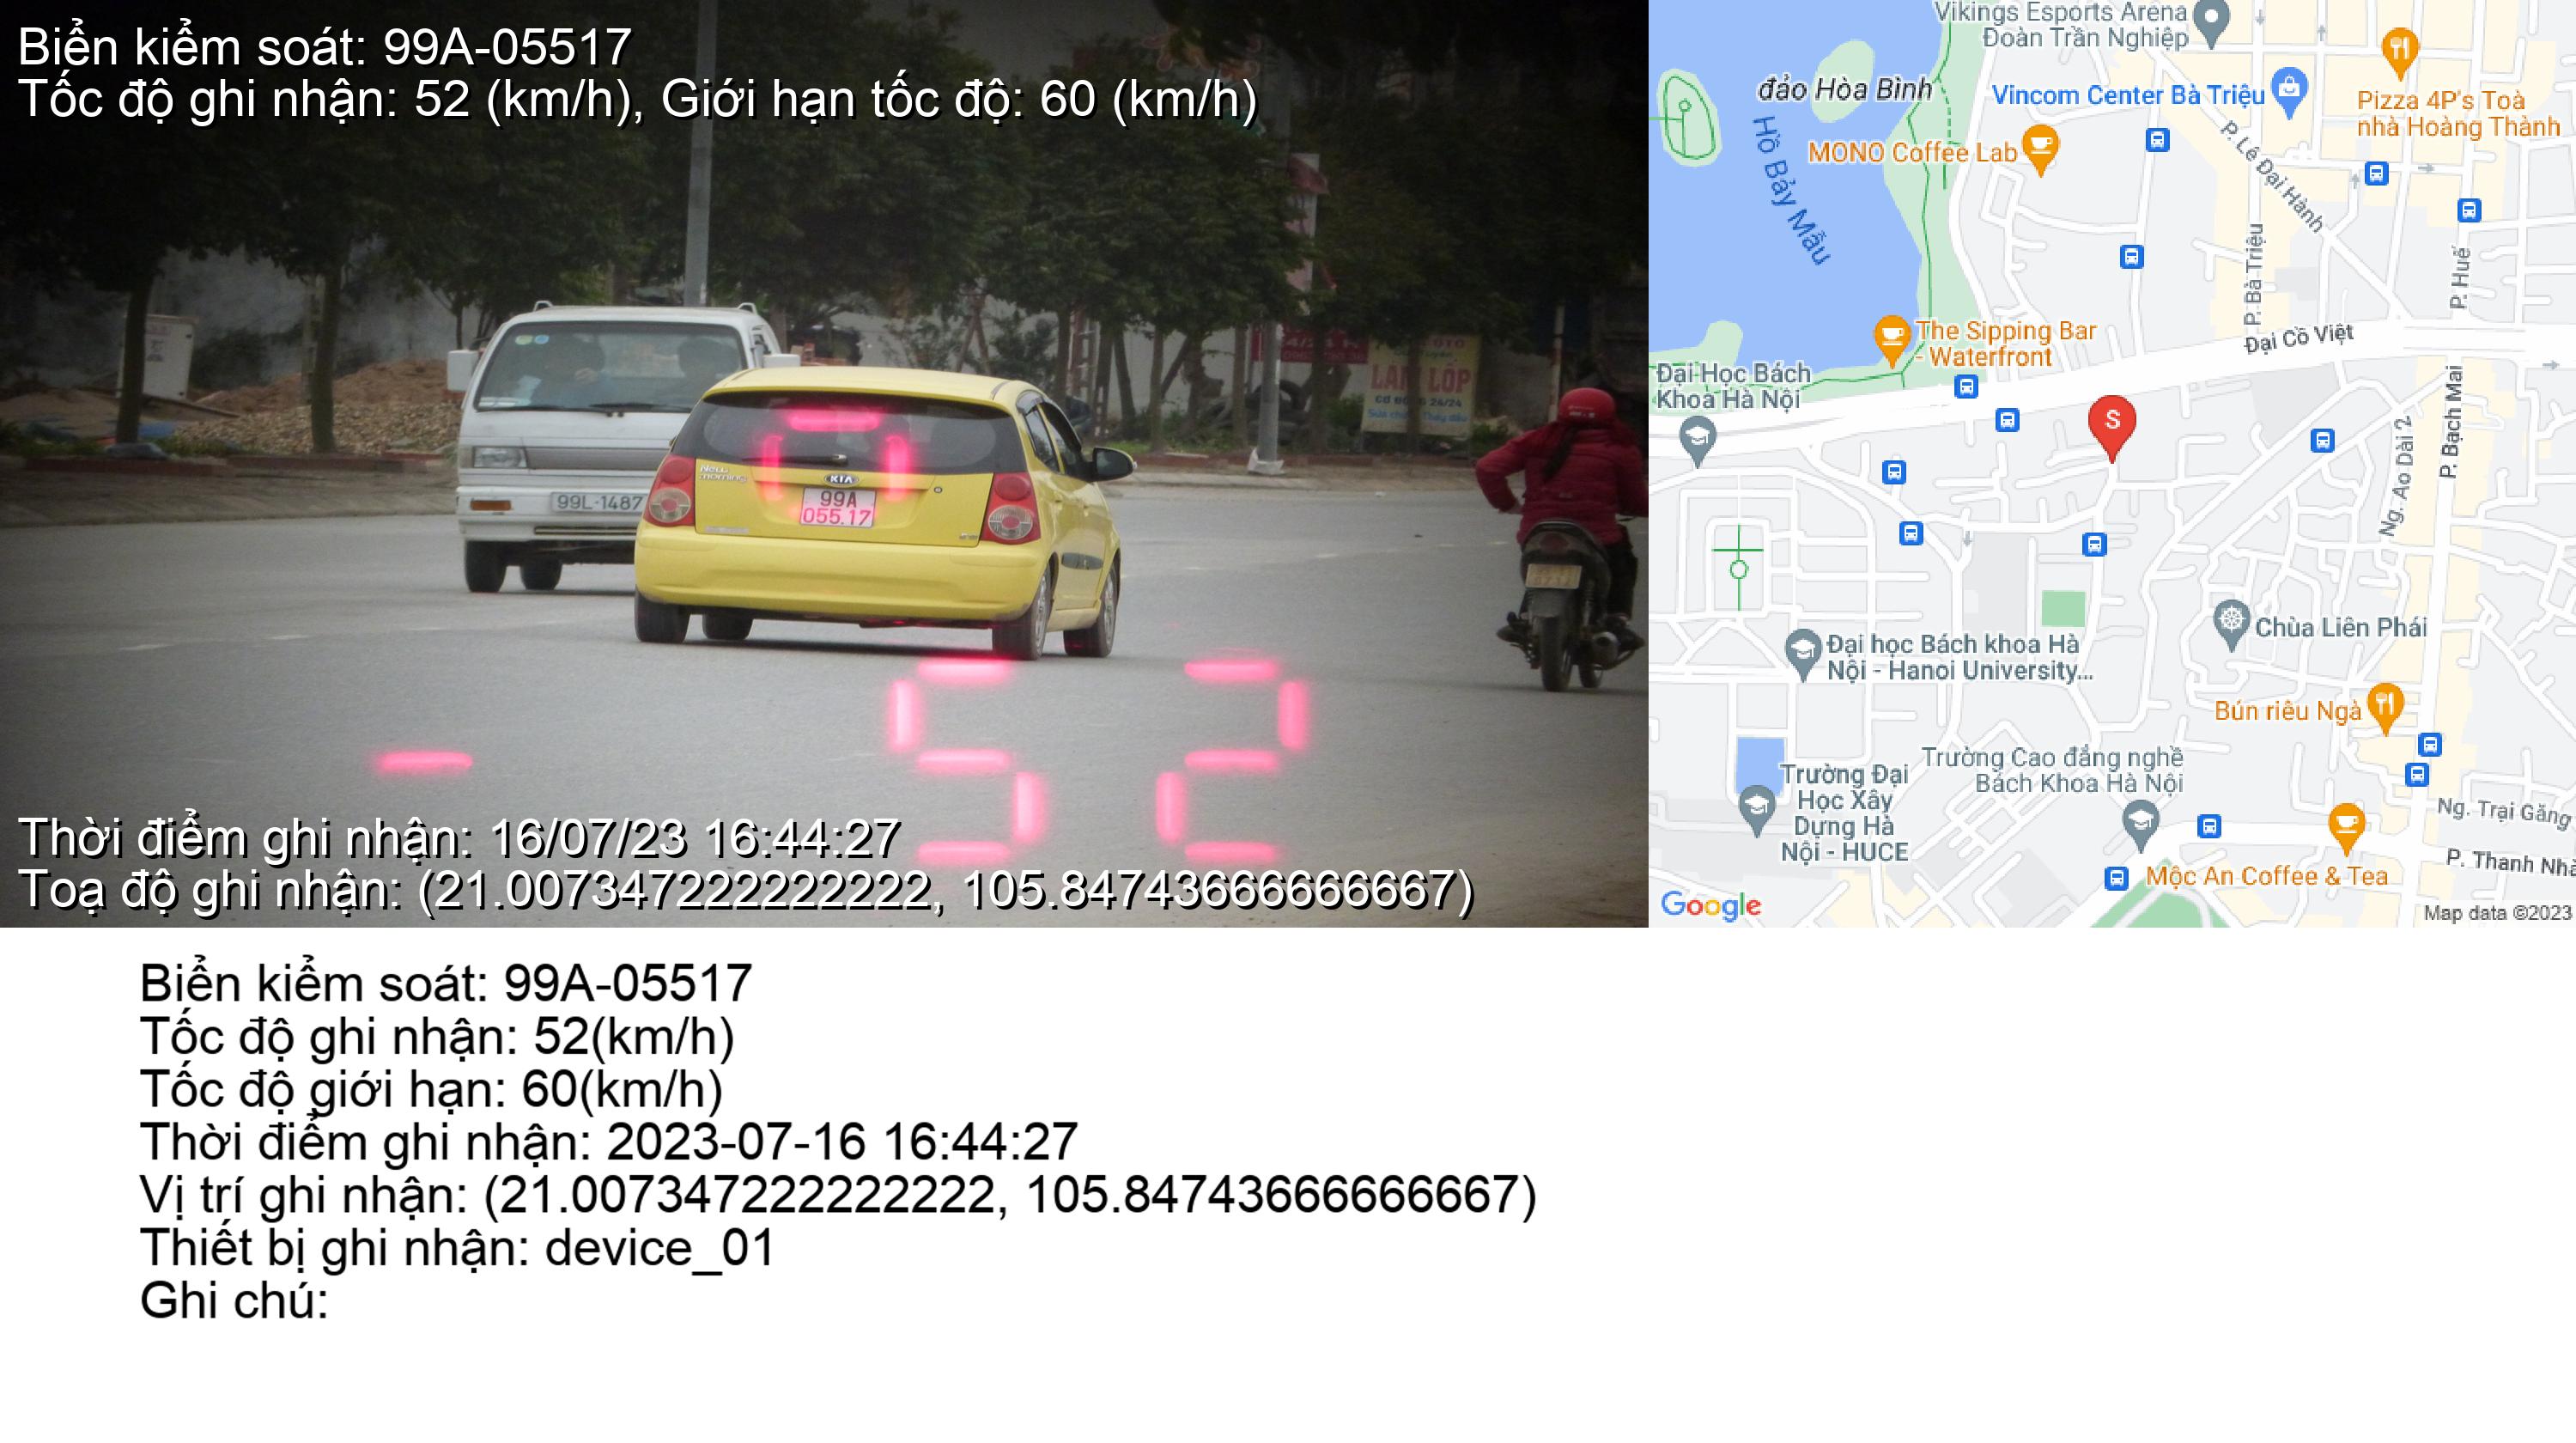 Biển kiểm soát: 99A-05517
Tốc độ ghi nhận: 52 (km/h), Giới hạn tốc độ: 60 (km/h)
LÀM LỐP
99L-1487
New
morning
KIA
99A
055.17
- 52
Thời điểm ghi nhận: 16/07/23 16:44:27
Toạ độ ghi nhận: (21.007347222222222, 105.84743666666667)
Vikings Esports Arena
Đoàn Trần Nghiệp
đảo Hòa Bình
Vincom Center Bà Triệu
Pizza 4P's Toà
nhà Hoàng Thành
MONO Coffee Lab
Hồ Bảy Mẫu
P. Lê Đại Hành
P. Bà Triệu
P. Huế
The Sipping Bar
- Waterfront
Đại Cồ Việt
Đại Học Bách
Khoa Hà Nội
S
Ng. Ao Dài 2
P. Bạch Mai
Chùa Liên Phái
Đại học Bách khoa Hà
Nội - Hanoi University...
Bún riêu Ngà
Trường Cao đẳng nghề
Bách Khoa Hà Nội
Trường Đại
Học Xây
Dựng Hà
Nội - HUCE
Ng. Trại Găng
P. Thanh Nhà
Mộc An Coffee & Tea
Google
Map data ©2023
Biển kiểm soát: 99A-05517
Tốc độ ghi nhận: 52(km/h)
Tốc độ giới hạn: 60(km/h)
Thời điểm ghi nhận: 2023-07-16 16:44:27
Vị trí ghi nhận: (21.007347222222222, 105.84743666666667)
Thiết bị ghi nhận: device_01
Ghi chú: